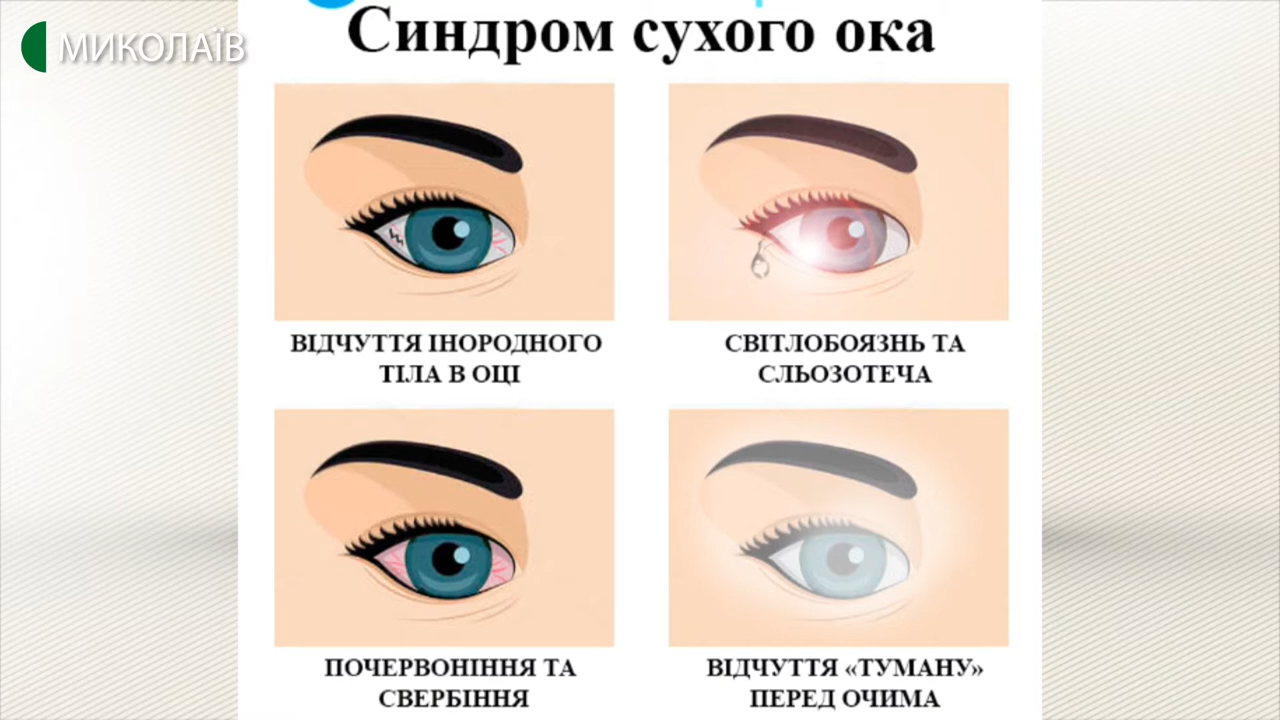 МИКОЛАЇВ
Синдром сухого ока
ВІДЧУТТЯ ІНОРОДНОГО
ТІЛА В ОЦІ
СВІТЛОБОЯЗНЬ ТА
СЛЬОЗОТЕЧА
ПОЧЕРВОНІННЯ ТА
СВЕРБІННЯ
ВІДЧУТТЯ «ТУМАНУ»
ПЕРЕД ОЧИМА